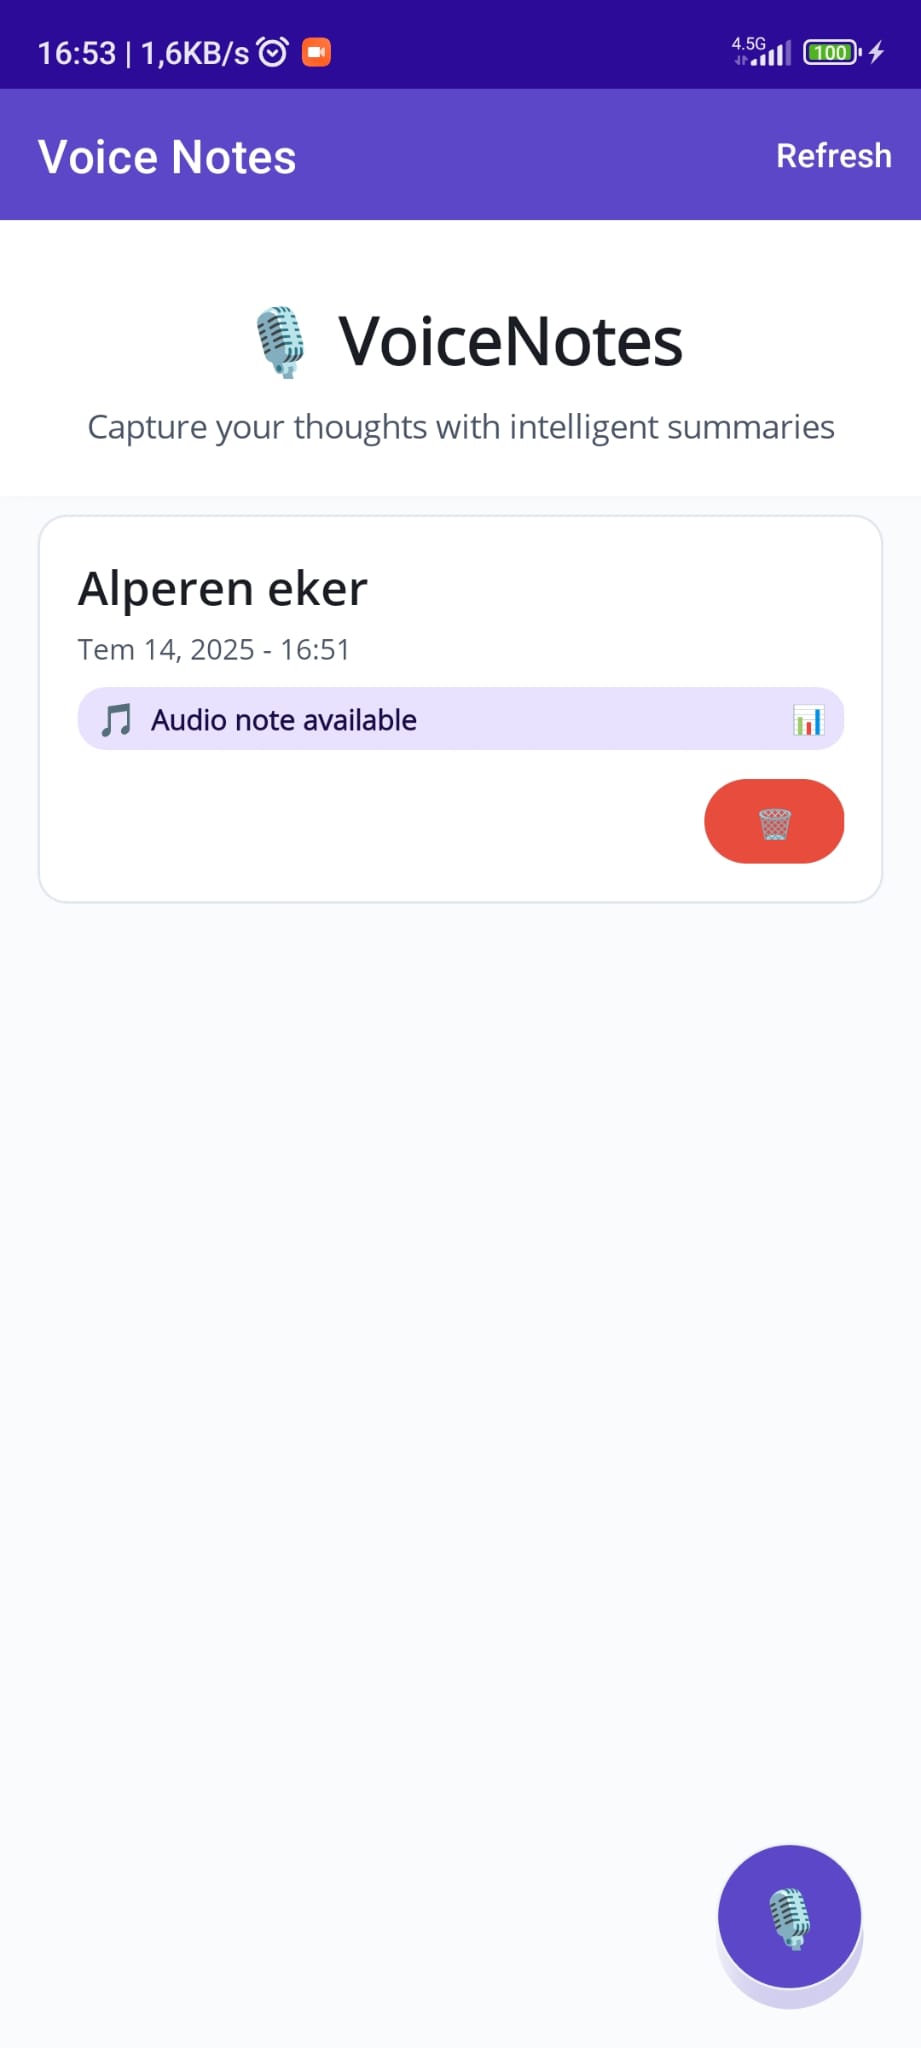 16:53 | 1,6KB/s
4.5G
100
Voice Notes
Refresh
VoiceNotes
Capture your thoughts with intelligent summaries
Alperen eker
Tem 14, 2025 - 16:51
Audio note available